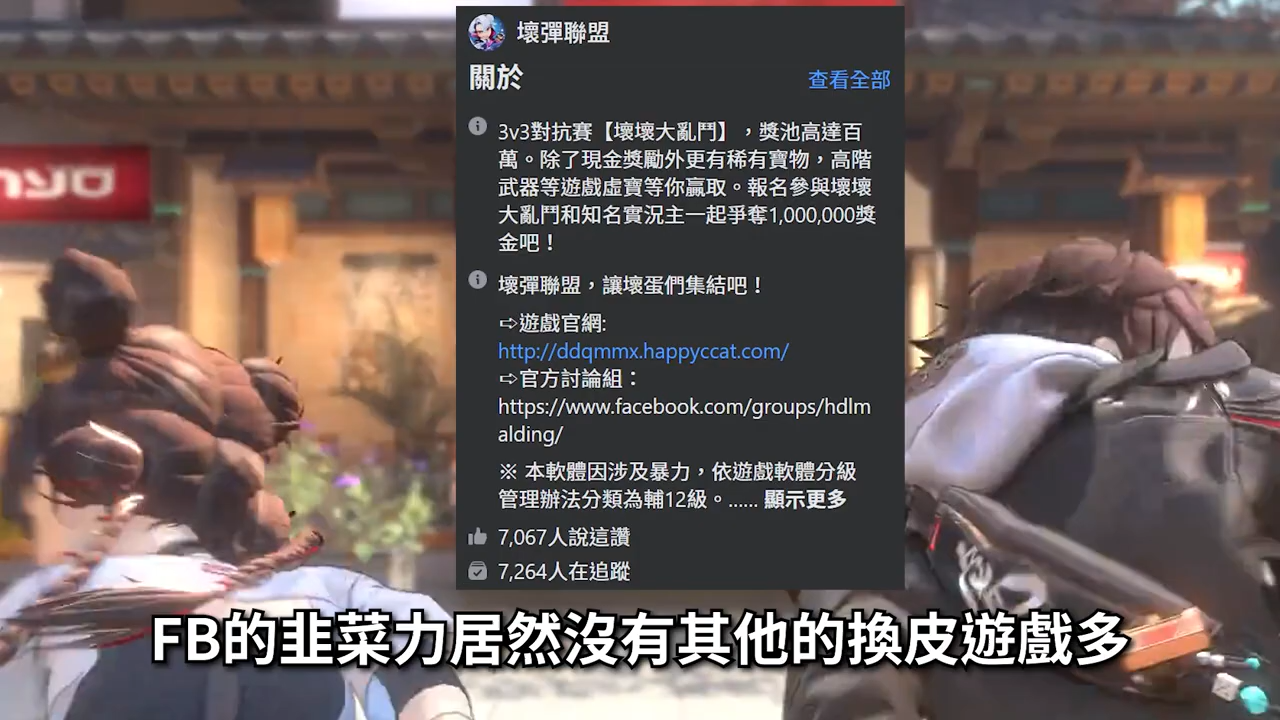 壞彈聯盟
關於
查看全部
3v3對抗賽【壞壞大亂鬥】，獎池高達百
萬。除了現金獎勵外更有稀有寶物，高階
武器等遊戲虛寶等你贏取。報名參與壞壞
大亂鬥和知名實況主一起爭奪1,000,000獎
金吧！
壞彈聯盟，讓壞蛋們集結吧！
➩遊戲官網:
http://ddqmmx.happyccat.com/
➩官方討論組：
https://www.facebook.com/groups/hdlm
alding/
※ 本軟體因涉及暴力，依遊戲軟體分級
管理辦法分類為輔12級。...... 顯示更多
7,067人說這讚
7,264人在追蹤
FB的韭菜力居然沒有其他的換皮遊戲多